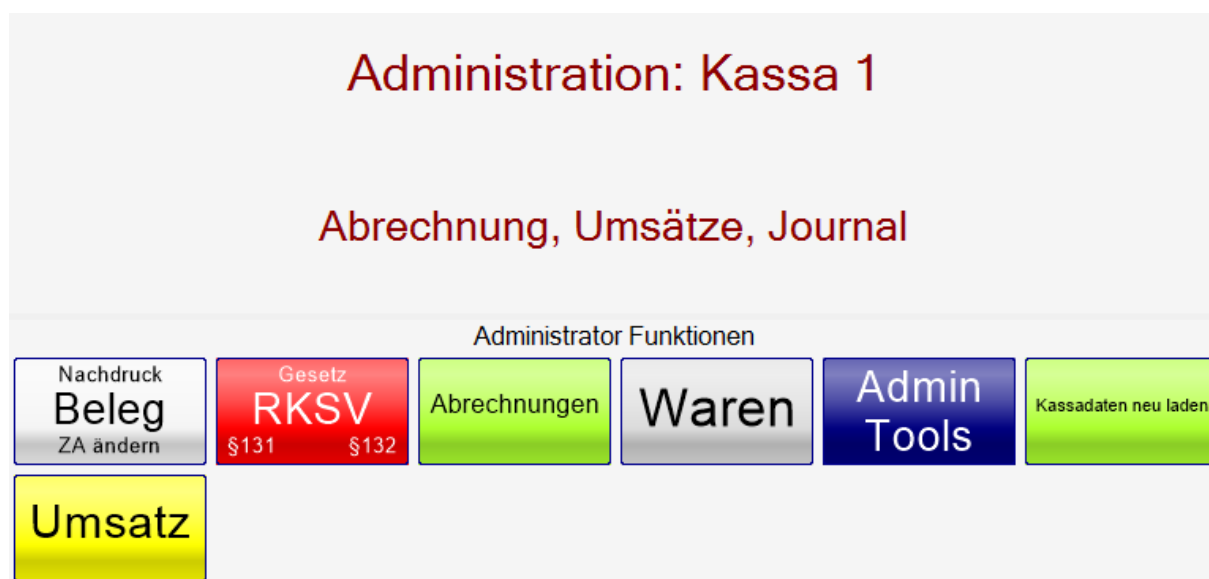 Administration: Kassa 1
Abrechnung, Umsätze, Journal
Administrator Funktionen
Nachdruck
Beleg
ZA ändern
Gesetz
RKSV
§131 §132
Abrechnungen
Waren
Admin
Tools
Kassadaten neu laden
Umsatz